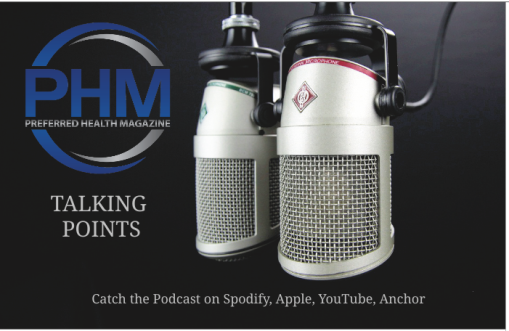 PHM
PREFERRED HEALTH MAGAZINE
TALKING
POINTS
Catch the Podcast on Spodify, Apple, YouTube, Anchor